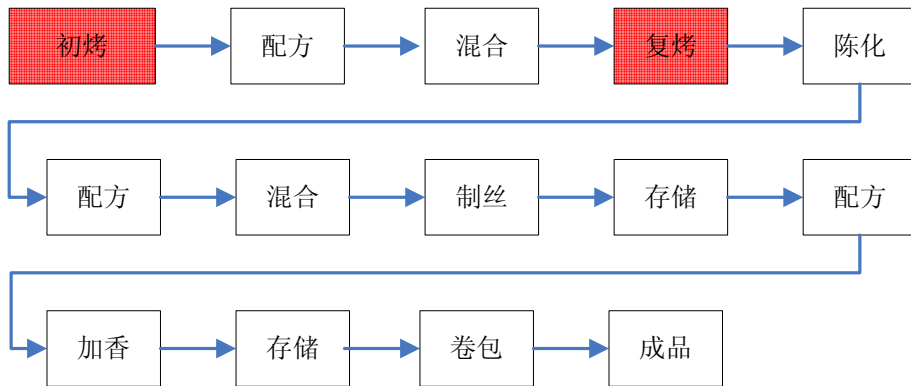 初烤 配方 混合 复烤 陈化
配方 混合 制丝 存储 配方
加香 存储 卷包 成品